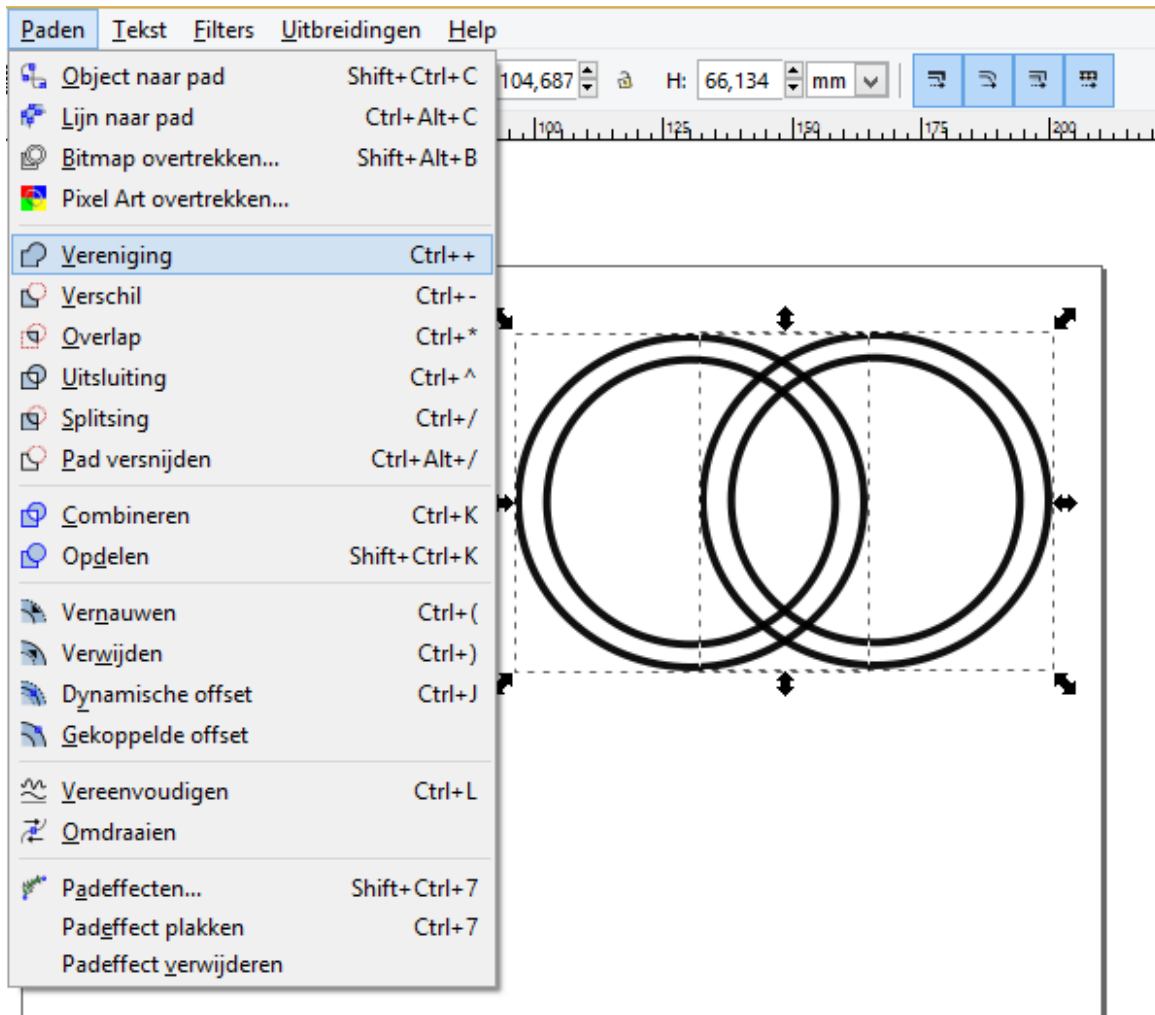 Paden Tekst Filters Uitbreidingen Help
104,687 H: 66,134 mm
100 125 150 175 200
Object naar pad Shift+Ctrl+C
Lijn naar pad Ctrl+Alt+C
Bitmap overtrekken... Shift+Alt+B
Pixel Art overtrekken...
Vereniging Ctrl++
Verschil Ctrl+-
Overlap Ctrl+*
Uitsluiting Ctrl+^
Splitsing Ctrl+/
Pad versnijden Ctrl+Alt+/
Combineren Ctrl+K
Opdelen Shift+Ctrl+K
Vernauwen Ctrl+(
Verwijden Ctrl+)
Dynamische offset Ctrl+J
Gekoppelde offset
Vereenvoudigen Ctrl+L
Omdraaien
Padeffecten... Shift+Ctrl+7
Padeffect plakken Ctrl+7
Padeffect verwijderen